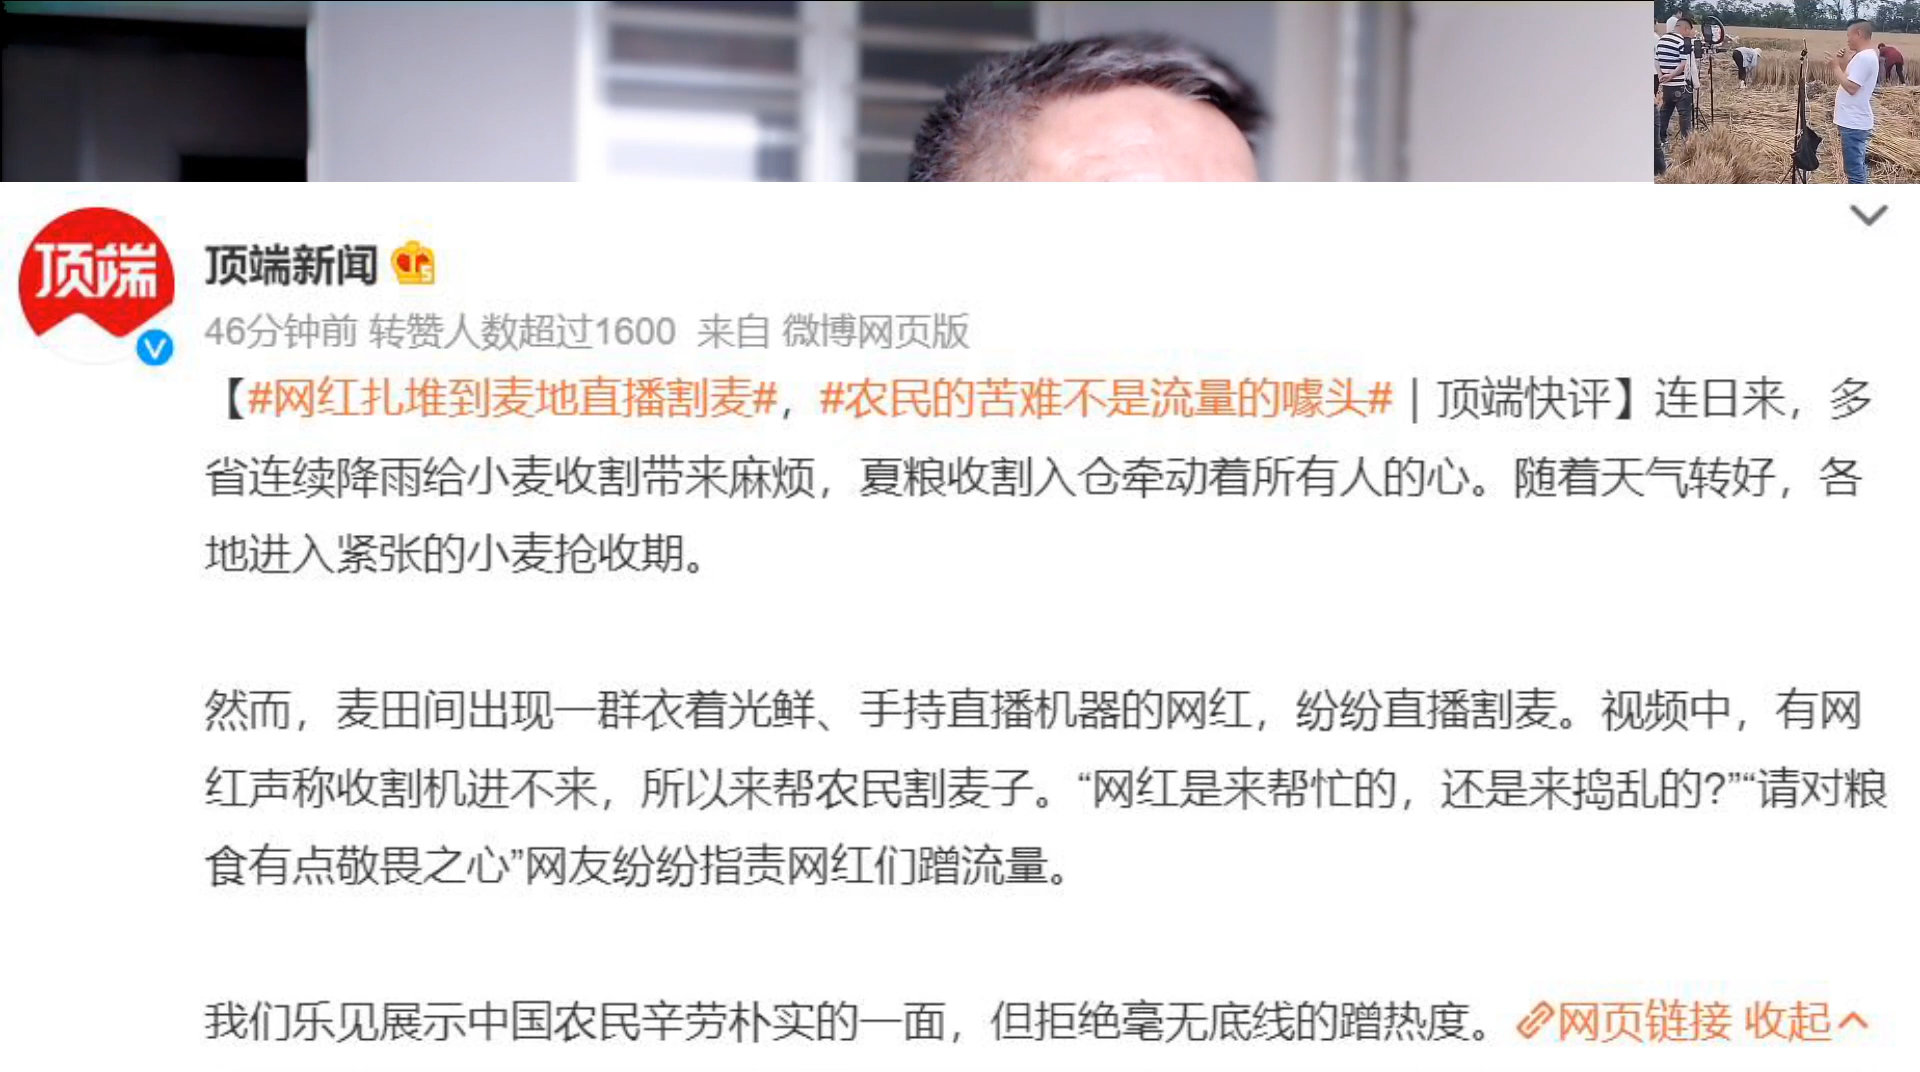 顶端
顶端新闻
46分钟前 转赞人数超过1600 来自 微博网页版
【#网红扎堆到麦地直播割麦#，#农民的苦难不是流量的噱头#｜顶端快评】连日来，多
省连续降雨给小麦收割带来麻烦，夏粮收割入仓牵动着所有人的心。随着天气转好，各
地进入紧张的小麦抢收期。
然而，麦田间出现一群衣着光鲜、手持直播机器的网红，纷纷直播割麦。视频中，有网
红声称收割机进不来，所以来帮农民割麦子。“网红是来帮忙的，还是来捣乱的?”“请对粮
食有点敬畏之心”网友纷纷指责网红们蹭流量。
我们乐见展示中国农民辛劳朴实的一面，但拒绝毫无底线的蹭热度。网页链接 收起